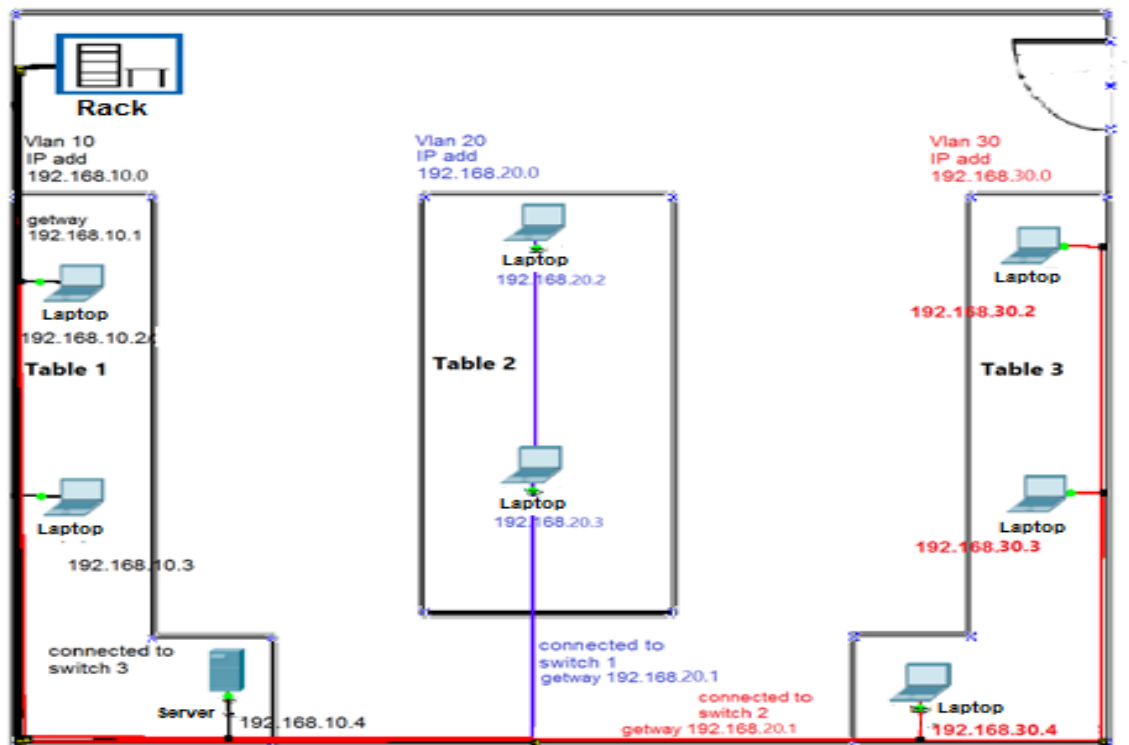 Rack
Vlan 10
IP add
192.168.10.0
getway
192.168.10.1
Laptop
192.168.10.2
Table 1
Laptop
192.168.10.3
connected to
switch 3
Server
192.168.10.4
Vlan 20
IP add
192.168.20.0
Laptop
192.168.20.2
Table 2
Laptop
192.168.20.3
connected to
switch 1
getway 192.168.20.1
Vlan 30
IP add
192.168.30.0
Laptop
192.168.30.2
Table 3
Laptop
192.168.30.3
connected to
switch 2
getway 192.168.20.1
Laptop
192.168.30.4